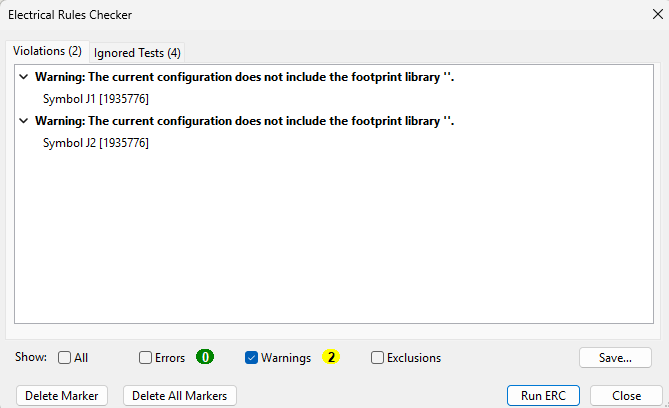 Electrical Rules Checker
Violations (2) Ignored Tests (4)
Warning: The current configuration does not include the footprint library ''.
Symbol J1 [1935776]
Warning: The current configuration does not include the footprint library ''.
Symbol J2 [1935776]
Show: All Errors 0 Warnings 2 Exclusions Save...
Delete Marker Delete All Markers Run ERC Close